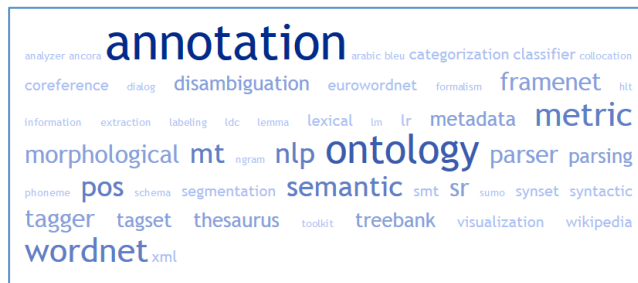 analyzer ancora annotation arabic bleu categorization classifier collocation
coreference dialog disambiguation eurowordnet formalism framenet hlt
information extraction labeling ldc lemma lexical lm lr metadata metric
morphological mt ngram nlp ontology parser parsing
phoneme pos schema segmentation semantic smt sr sumo synset syntactic
tagger tagset thesaurus toolkit treebank visualization wikipedia
wordnet xml